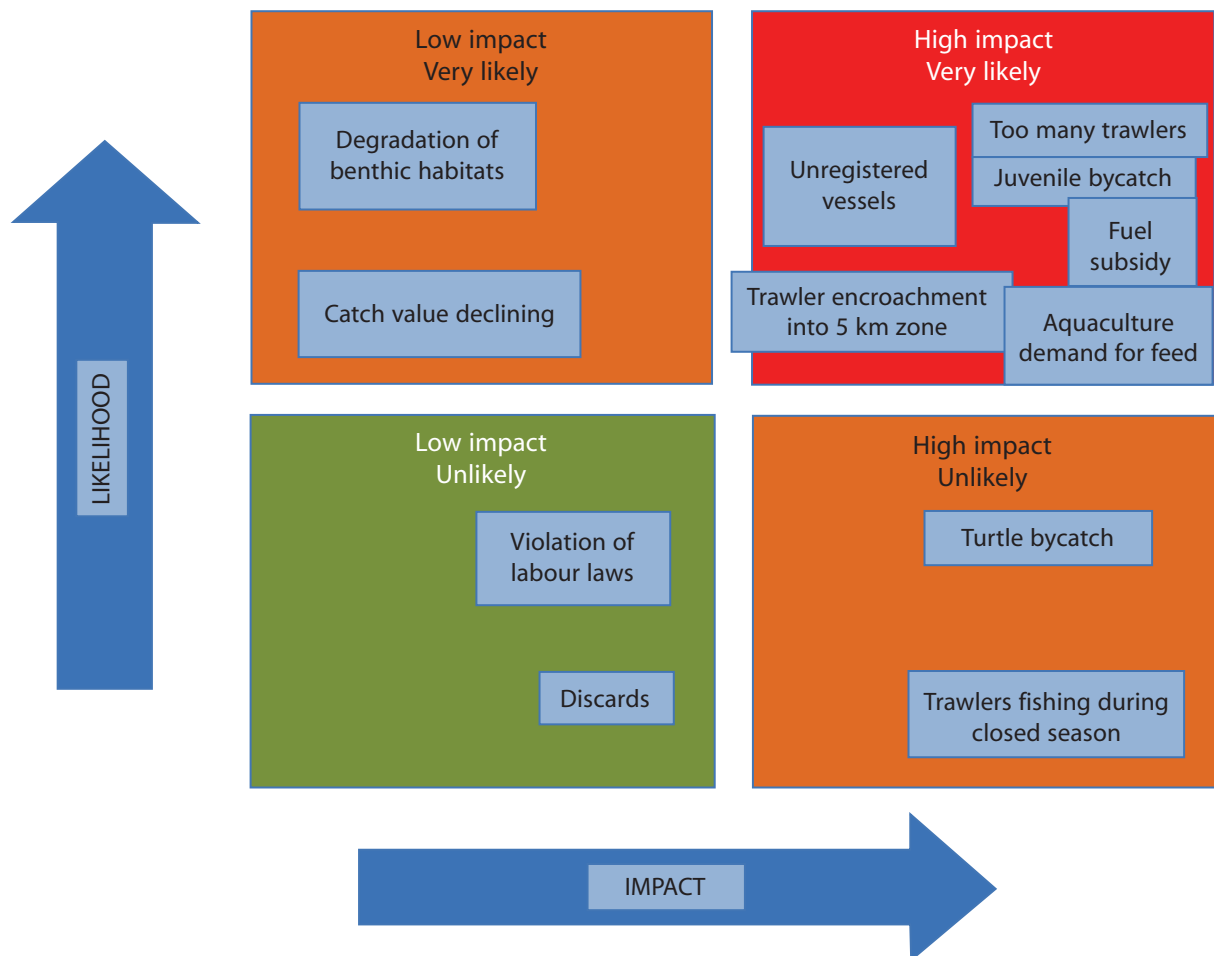 Low impact
Very likely
Degradation of
benthic habitats
Catch value declining
High impact
Very likely
Too many trawlers
Unregistered
vessels
Juvenile bycatch
Fuel
subsidy
Trawler encroachment
into 5 km zone
Aquaculture
demand for feed
LIKELIHOOD
Low impact
Unlikely
Violation of
labour laws
Discards
High impact
Unlikely
Turtle bycatch
Trawlers fishing during
closed season
IMPACT